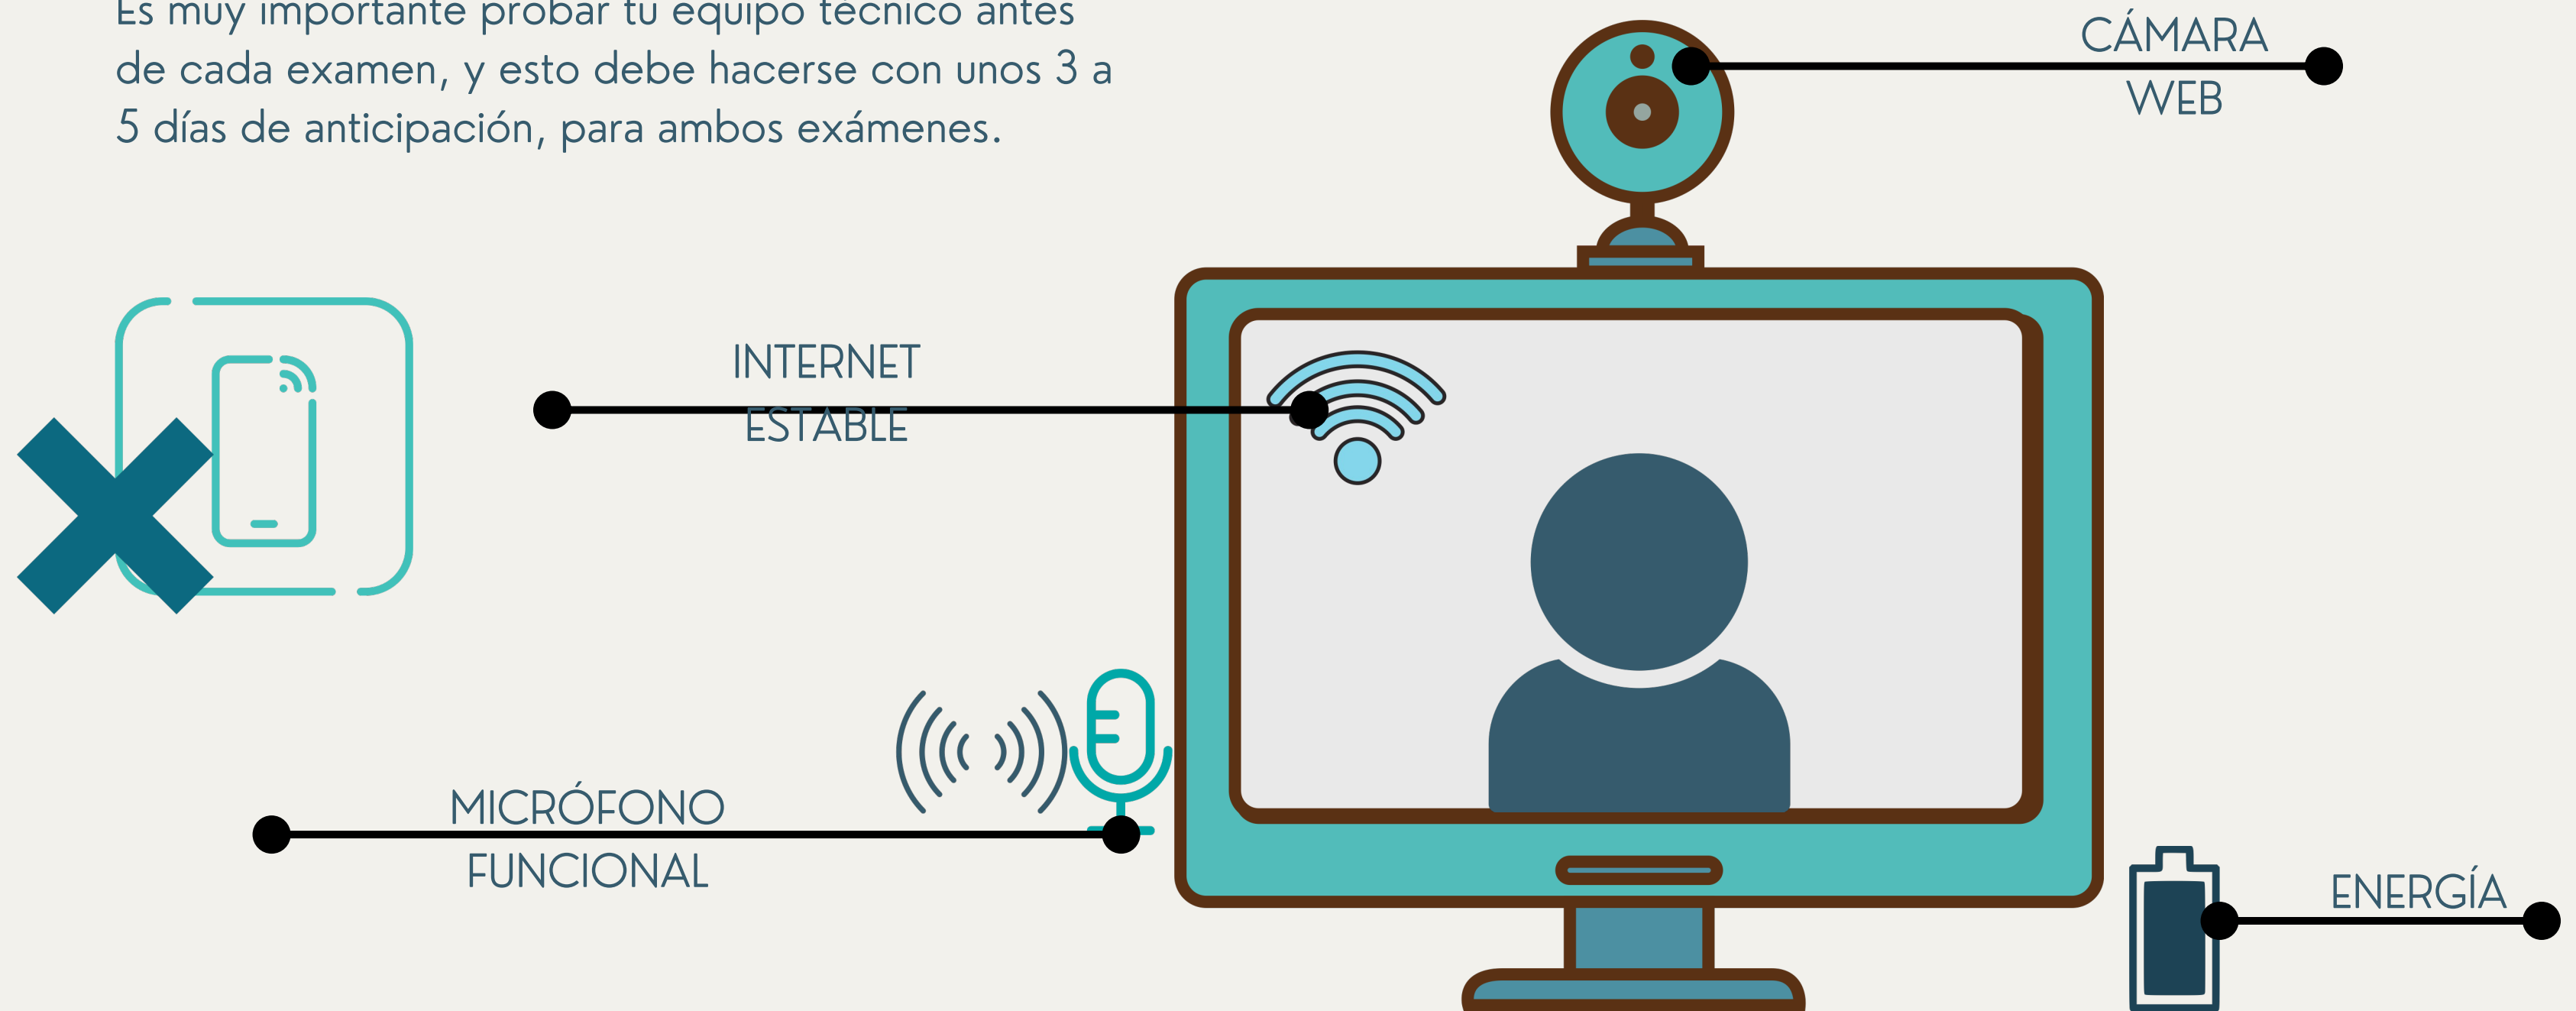 Es muy importante probar tu equipo técnico antes
de cada examen, y esto debe hacerse con unos 3 a
5 días de anticipación, para ambos exámenes.
CÁMARA
WEB
INTERNET
ESTABLE
MICRÓFONO
FUNCIONAL
ENERGÍA